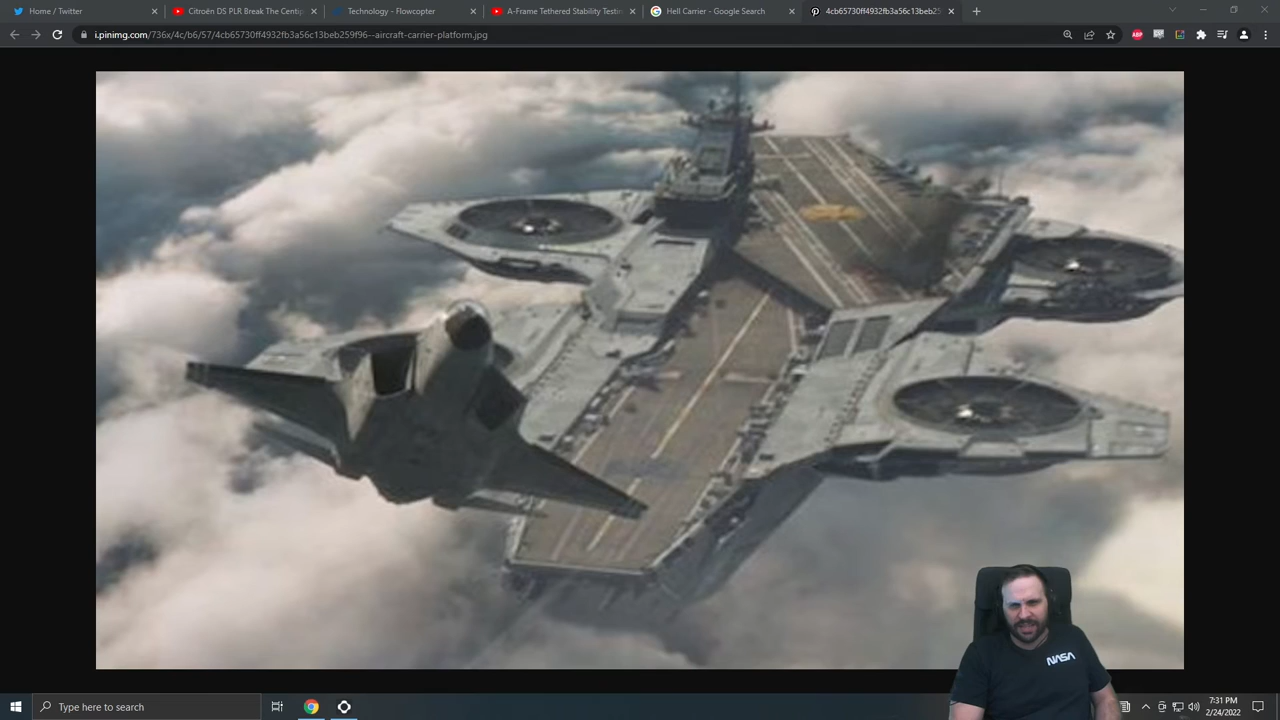 Home / Twitter
Citroën DS PLR Break The Centip
Technology - Flowcopter
A-Frame Tethered Stability Testin
Hell Carrier - Google Search
4cb65730ff4932fb3a56c13beb25
i.pinimg.com/736x/4c/b6/57/4cb65730ff4932fb3a56c13beb259f96--aircraft-carrier-platform.jpg
ABP
NASA
Type here to search
7:31 PM
2/24/2022